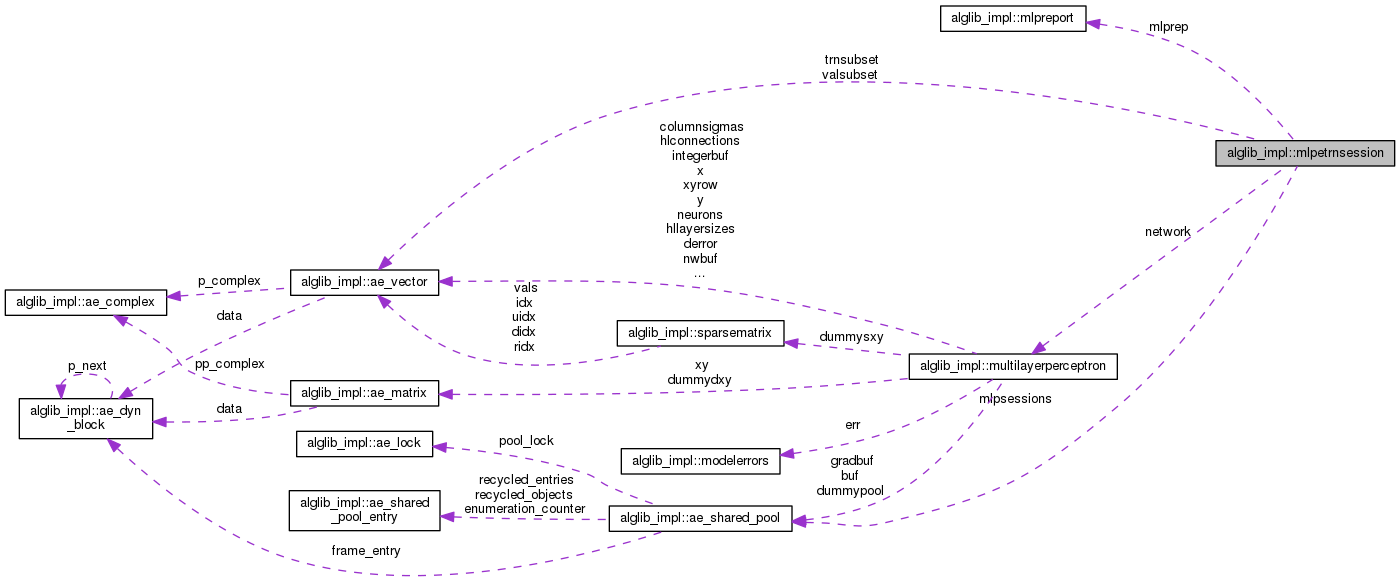 alglib_impl::mlpreport
mlprep
trnsubset
valsubset
columnsigmas
hlconnections
integerbuf
x
xyrow
y
neurons
hllayersizes
derror
nwbuf
...
alglib_impl::mlpetrnsession
network
alglib_impl::ae_vector
p_complex
alglib_impl::ae_complex
data
vals
idx
uidx
didx
ridx
alglib_impl::sparsematrix
dummysxy
alglib_impl::multilayerperceptron
p_next
pp_complex
xy
dummydxy
alglib_impl::ae_matrix
mlpsessions
alglib_impl::ae_dyn
_block
data
err
alglib_impl::ae_lock
pool_lock
alglib_impl::modelerrors
gradbuf
buf
dummypool
recycled_entries
recycled_objects
enumeration_counter
alglib_impl::ae_shared
_pool_entry
alglib_impl::ae_shared_pool
frame_entry